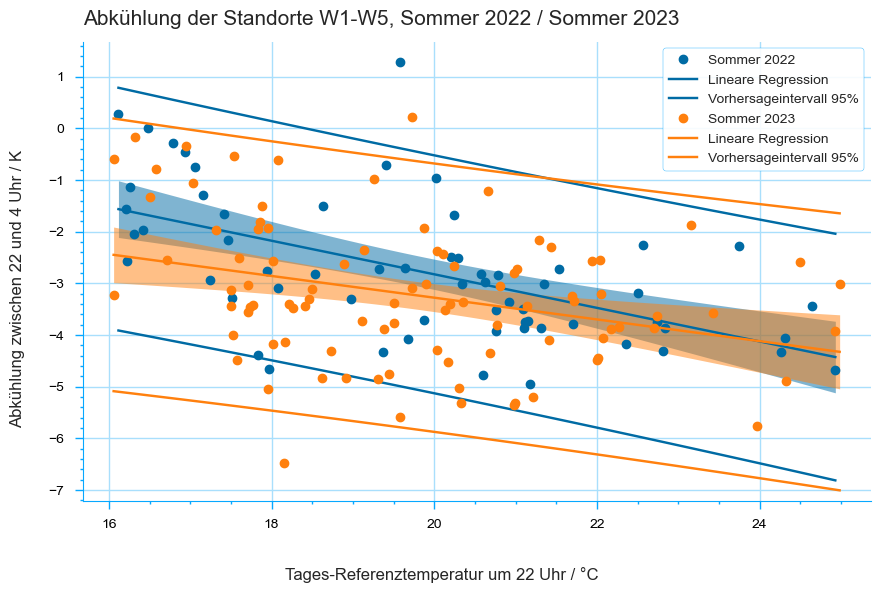 Abkühlung der Standorte W1-W5, Sommer 2022 / Sommer 2023
Sommer 2022
Lineare Regression
Vorhersageintervall 95%
Sommer 2023
Lineare Regression
Vorhersageintervall 95%
Abkühlung zwischen 22 und 4 Uhr / K
1
0
−1
−2
−3
−4
−5
−6
−7
16 18 20 22 24
Tages-Referenztemperatur um 22 Uhr / °C